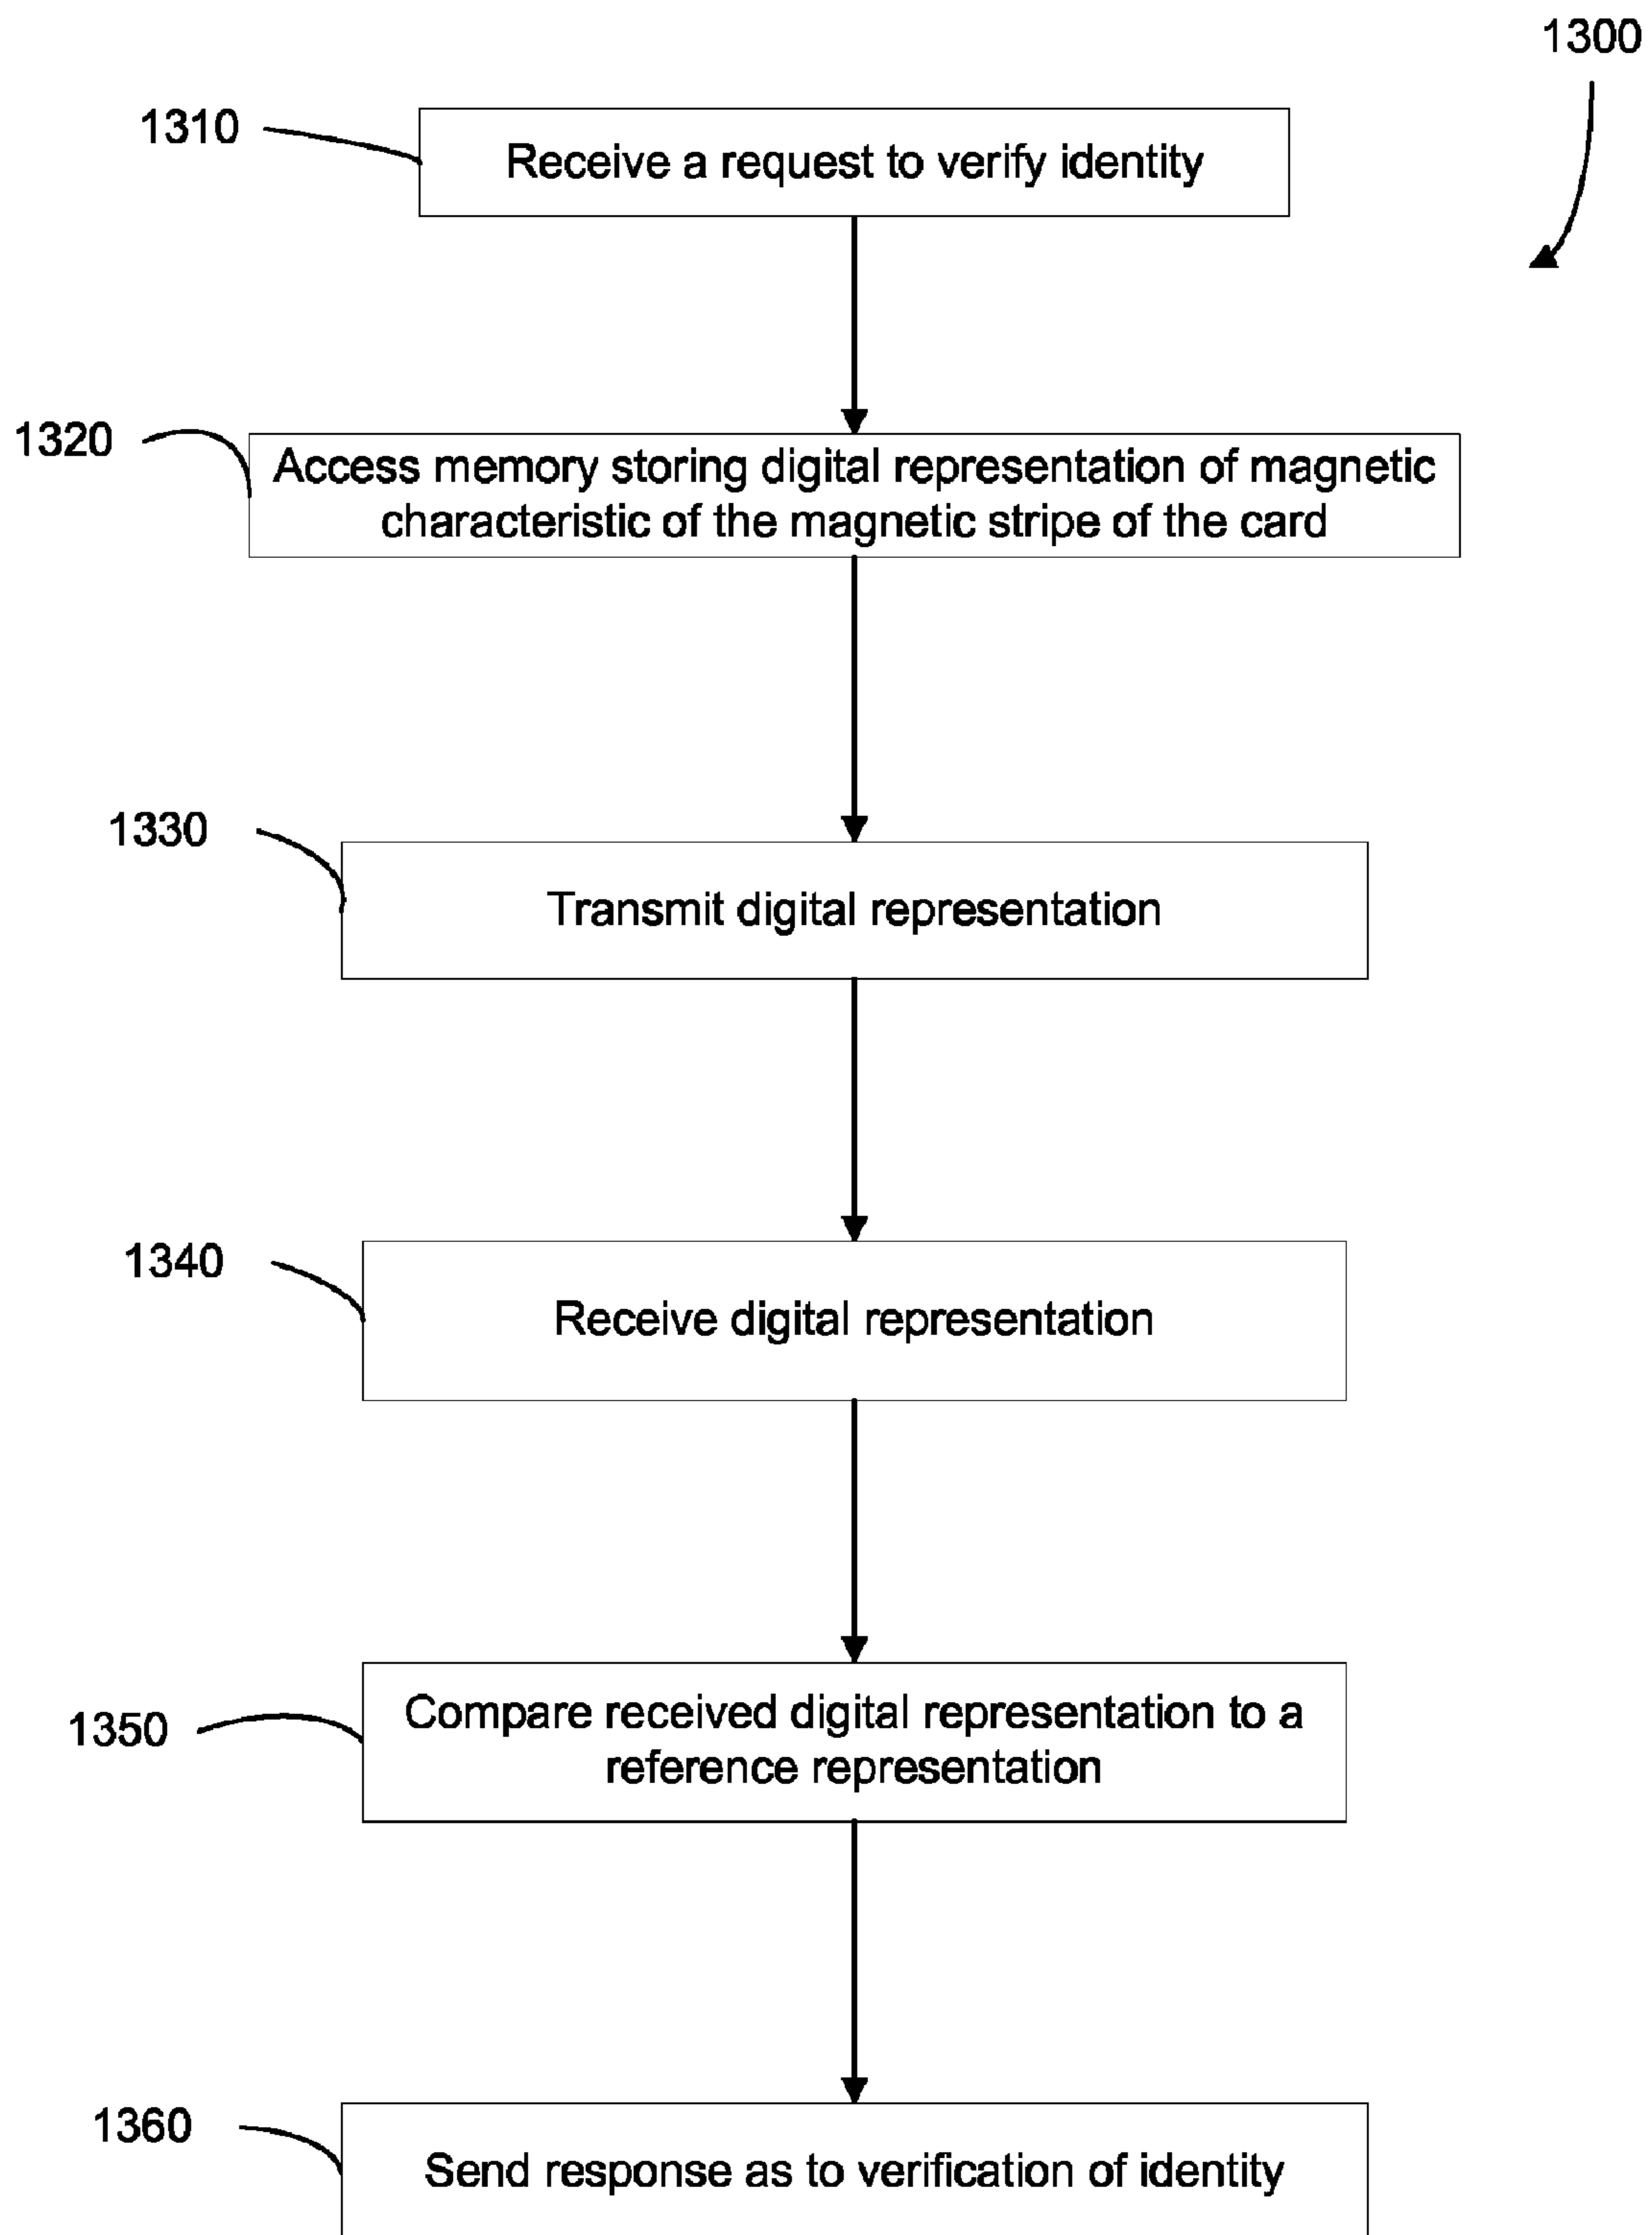 1300
1310
Receive a request to verify identity
1320
Access memory storing digital representation of magnetic
characteristic of the magnetic stripe of the card
1330
Transmit digital representation
1340
Receive digital representation
1350
Compare received digital representation to a
reference representation
1360
Send response as to verification of identity